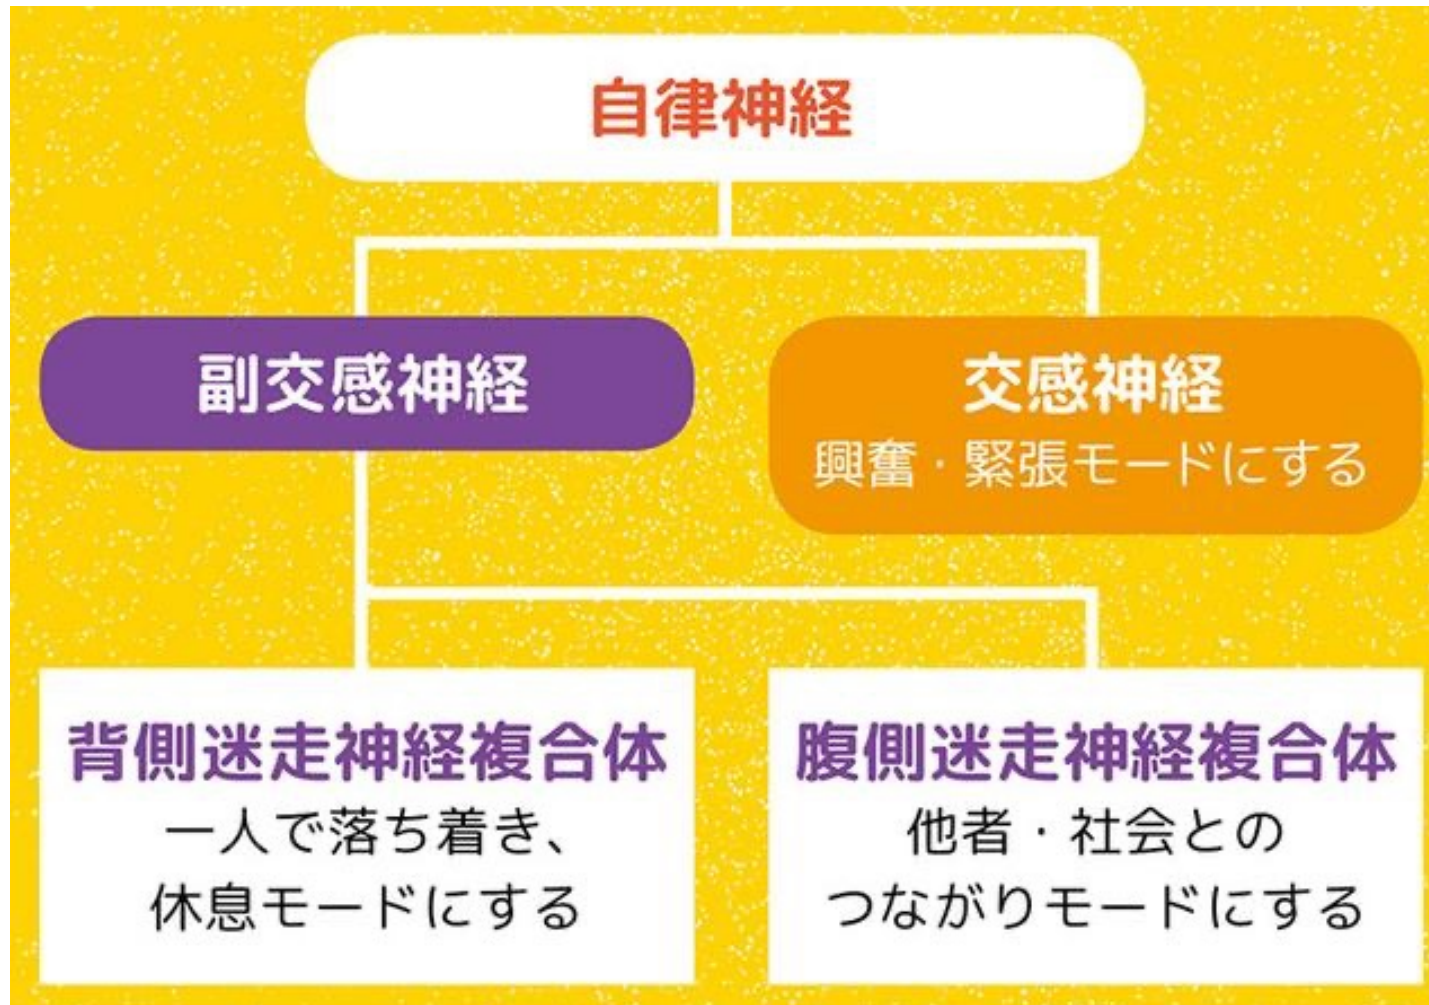 自律神経
副交感神経
交感神経
興奮・緊張モードにする
背側迷走神経複合体
一人で落ち着き、
休息モードにする
腹側迷走神経複合体
他者・社会との
つながりモードにする